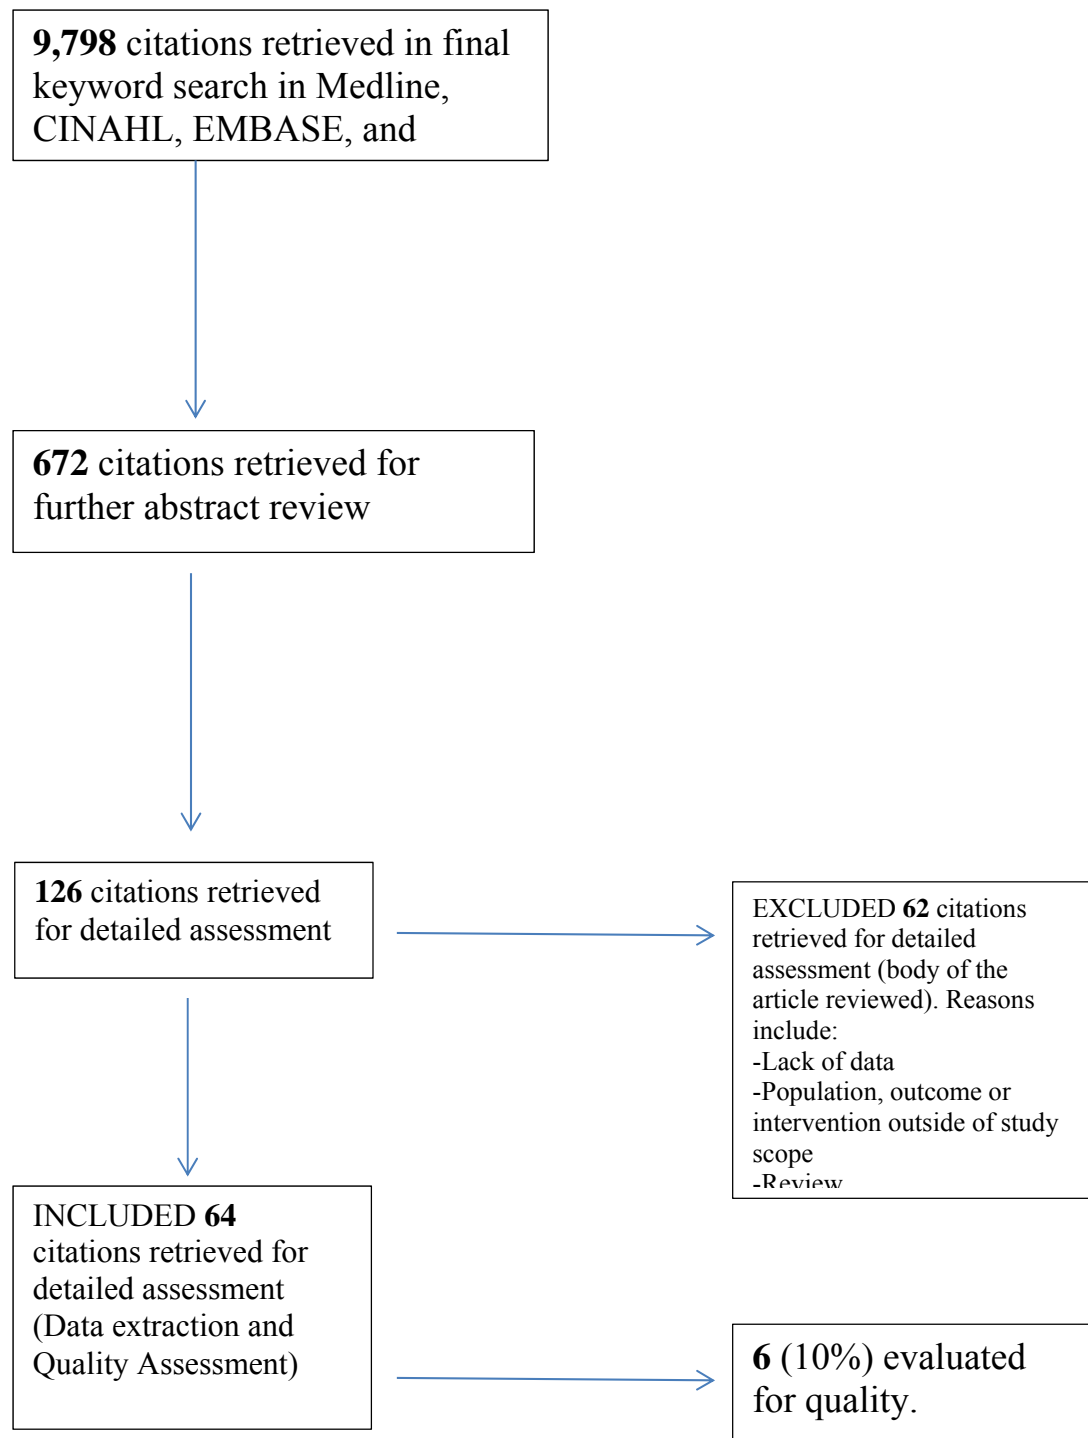 9,798 citations retrieved in final
keyword search in Medline,
CINAHL, EMBASE, and
672 citations retrieved for
further abstract review
126 citations retrieved
for detailed assessment
EXCLUDED 62 citations
retrieved for detailed
assessment (body of the
article reviewed). Reasons
include:
-Lack of data
-Population, outcome or
intervention outside of study
scope
-Review
INCLUDED 64
citations retrieved for
detailed assessment
(Data extraction and
Quality Assessment)
6 (10%) evaluated
for quality.